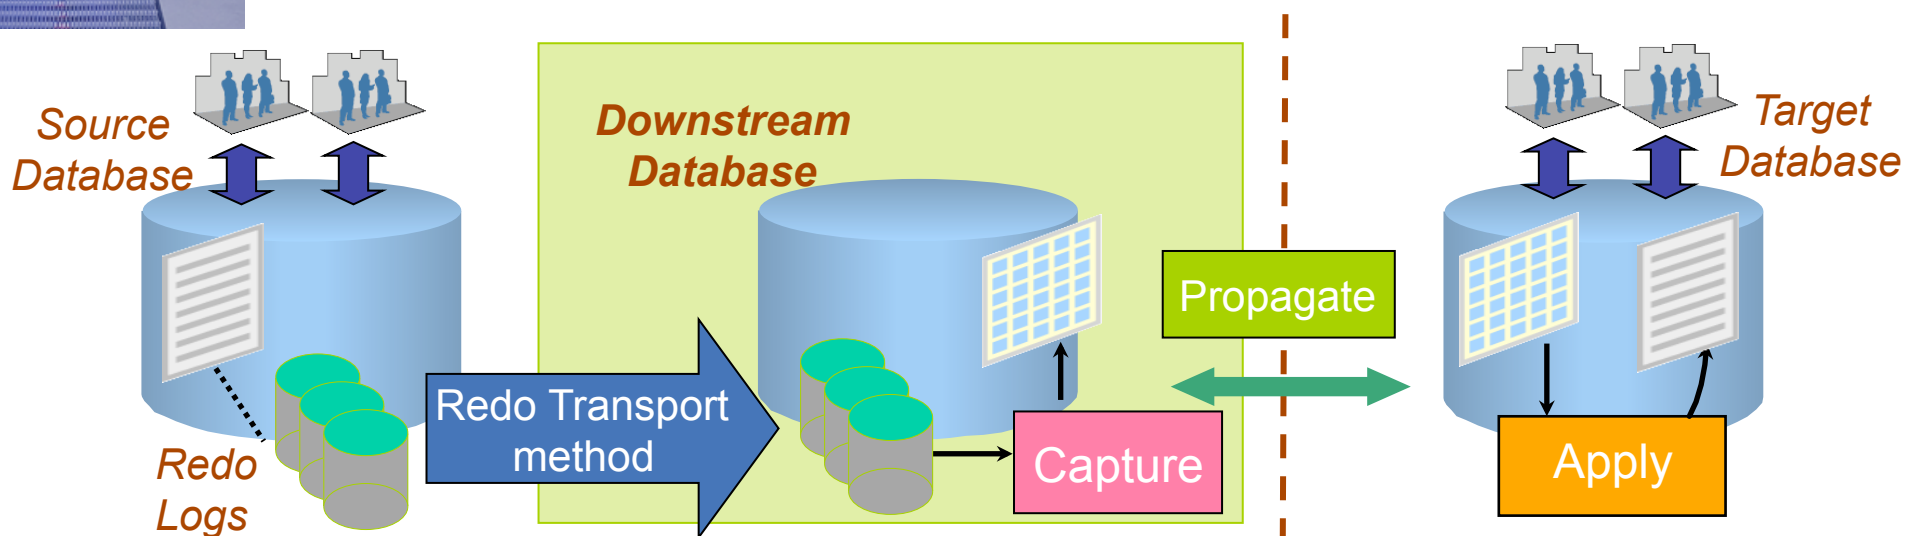 Source
Database
Downstream
Database
Target
Database
Propagate
Redo Transport
method
Capture
Apply
Redo
Logs